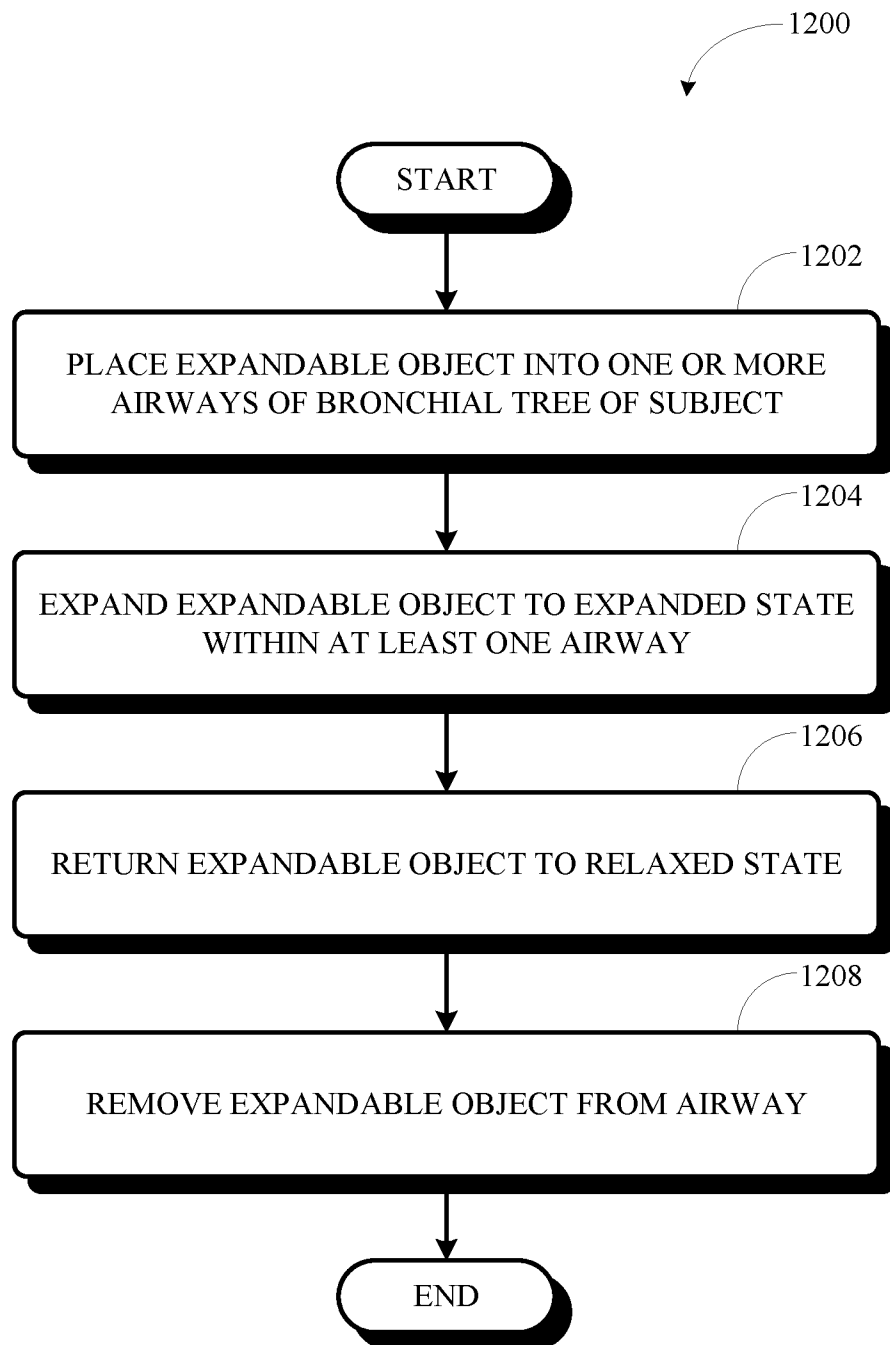 1200
START
1202
PLACE EXPANDABLE OBJECT INTO ONE OR MORE
AIRWAYS OF BRONCHIAL TREE OF SUBJECT
1204
EXPAND EXPANDABLE OBJECT TO EXPANDED STATE
WITHIN AT LEAST ONE AIRWAY
1206
RETURN EXPANDABLE OBJECT TO RELAXED STATE
1208
REMOVE EXPANDABLE OBJECT FROM AIRWAY
END